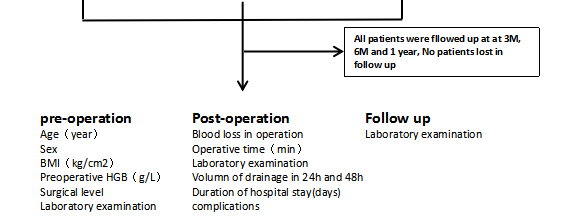 All patients were fllowed up at at 3M,
6M and 1 year, No patients lost in
follow up
pre-operation
Age（year）
Sex
BMI（kg/cm2）
Preoperative HGB（g/L）
Surgical level
Laboratory examination
Post-operation
Blood loss in operation
Operative time（min）
Laboratory examination
Volumn of drainage in 24h and 48h
Duration of hospital stay(days)
complications
Follow up
Laboratory examination